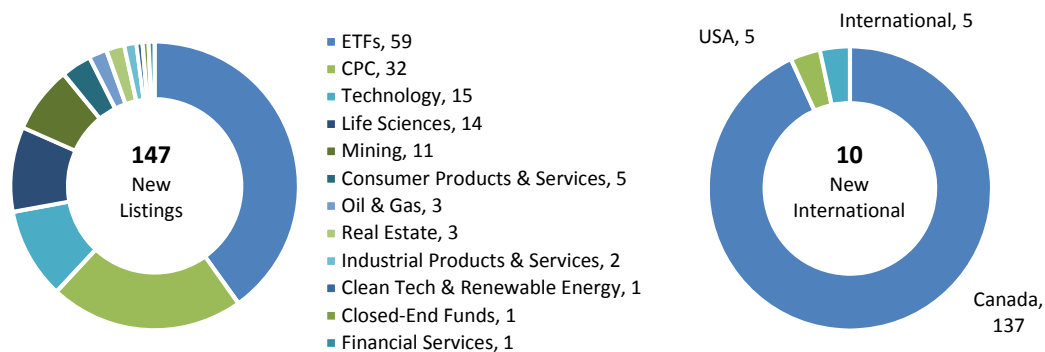 147
New
Listings
ETFs, 59
CPC, 32
Technology, 15
Life Sciences, 14
Mining, 11
Consumer Products & Services, 5
Oil & Gas, 3
Real Estate, 3
Industrial Products & Services, 2
Clean Tech & Renewable Energy, 1
Closed-End Funds, 1
Financial Services, 1
USA, 5
International, 5
10
New
International
Canada,
137